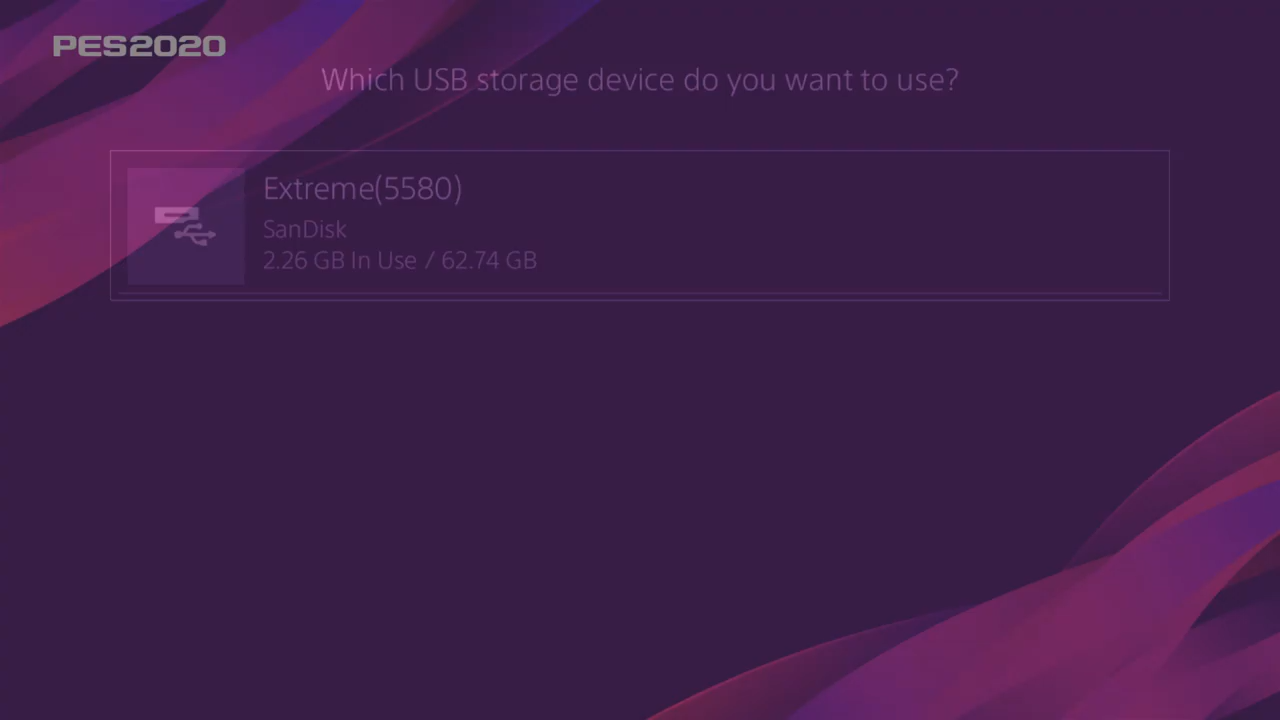 PES2020
Which USB storage device do you want to use?
Extreme(5580)
SanDisk
2.26 GB In Use / 62.74 GB